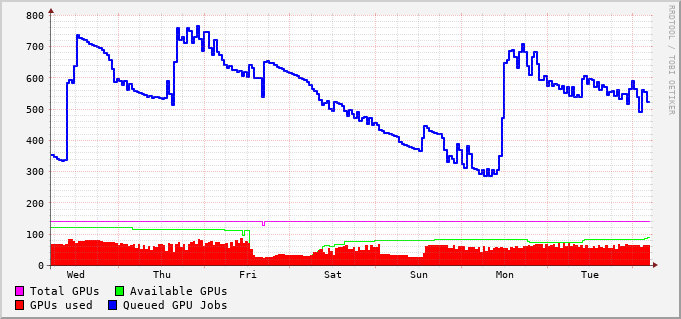 800
700
600
500
400
300
200
100
0
Wed Thu Fri Sat Sun Mon Tue
Total GPUs Available GPUs
GPUs used Queued GPU Jobs
RRDTOOL / TOBI OETIKER